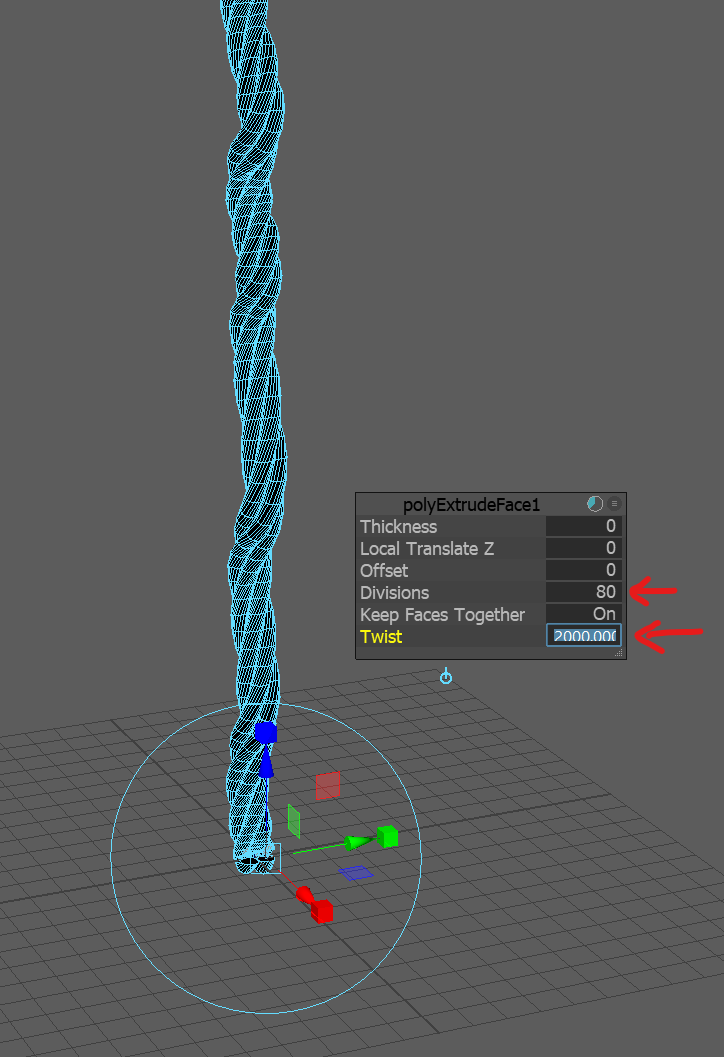 polyExtrudeFace1
Thickness 0
Local Translate Z 0
Offset 0
Divisions 80
Keep Faces Together On
Twist 2000.000